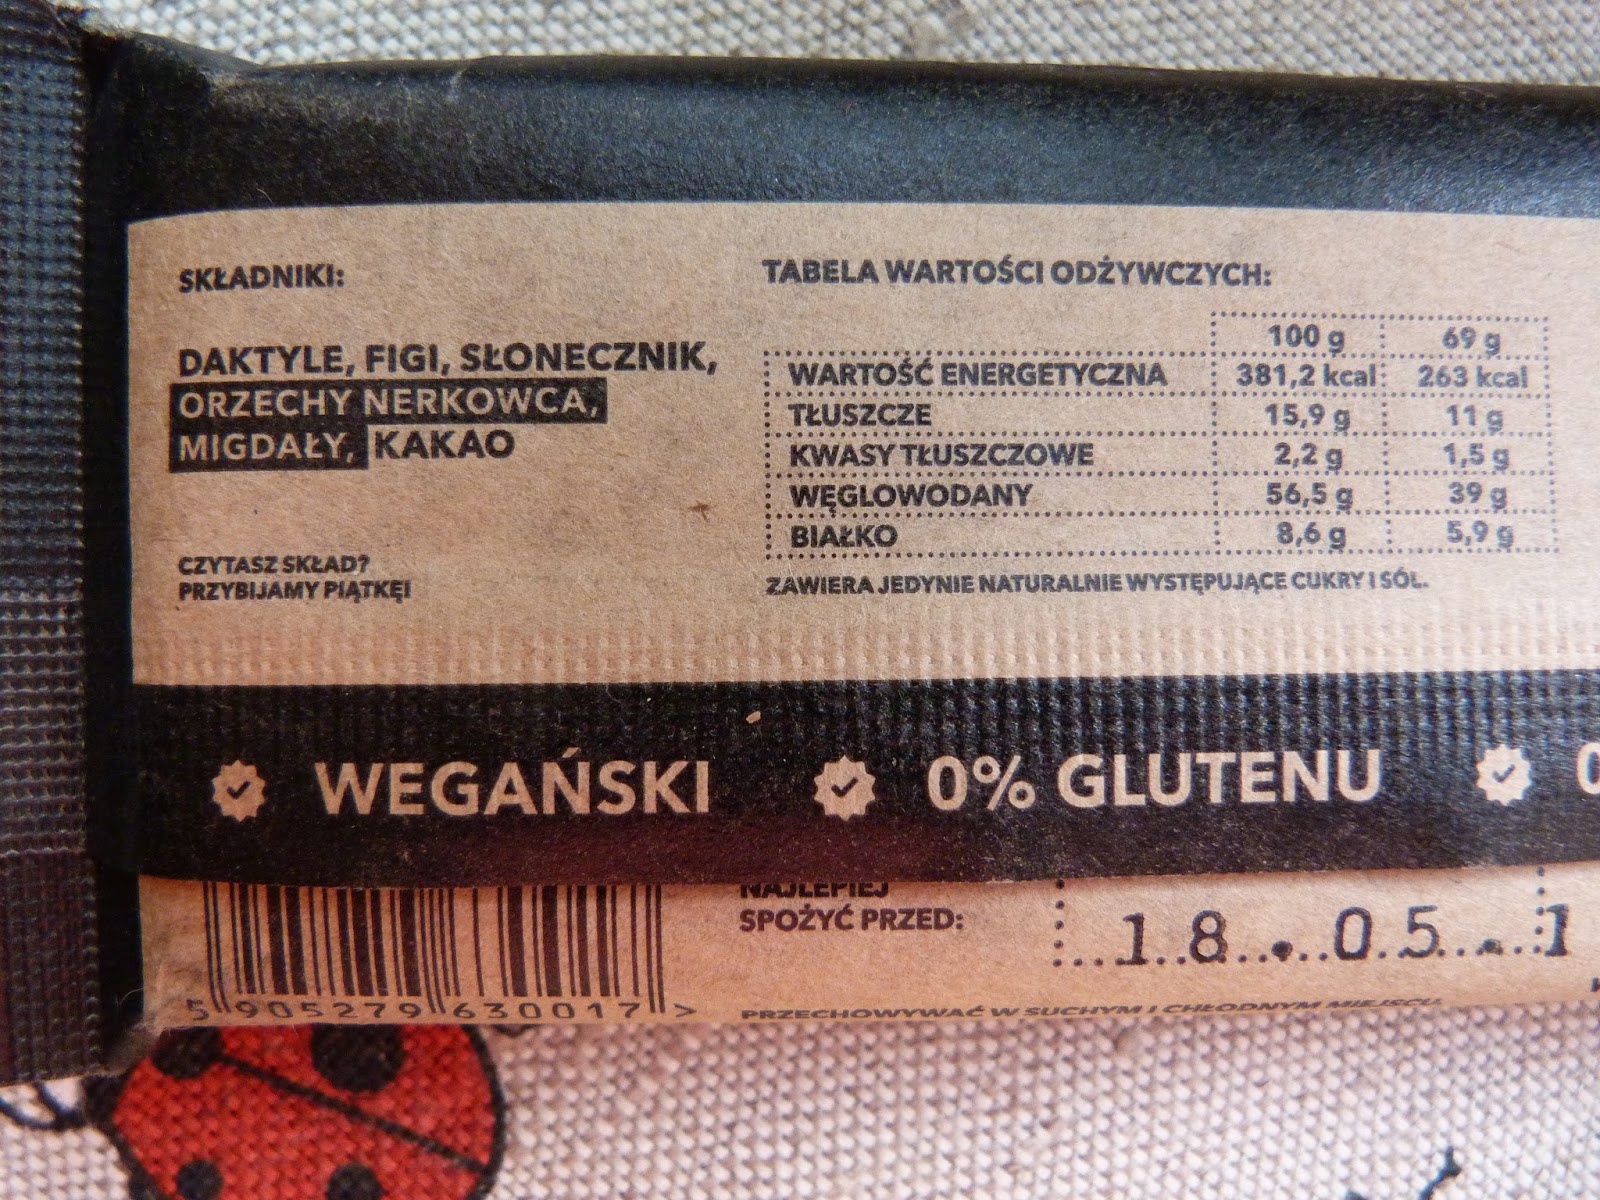 SKŁADNIKI:
DAKTYLE, FIGI, SŁONECZNIK,
ORZECHY NERKOWCA,
MIGDAŁY, KAKAO
CZYTASZ SKŁAD?
PRZYBIJAMY PIĄTKĘ!
TABELA WARTOŚCI ODŻYWCZYCH:
100 g 69 g
WARTOŚĆ ENERGETYCZNA 381,2 kcal 263 kcal
TŁUSZCZE 15,9 g 11 g
KWASY TŁUSZCZOWE 2,2 g 1,5 g
WĘGLOWODANY 56,5 g 39 g
BIAŁKO 8,6 g 5,9 g
ZAWIERA JEDYNIE NATURALNIE WYSTĘPUJĄCE CUKRY I SÓL.
WEGAŃSKI 0% GLUTENU 0
NAJLEPIEJ
SPOŻYĆ PRZED: 18.05.1
5 905279 630017 >
PRZECHOWYWAĆ W SUCHYM I CHŁODNYM MIEJSCU.